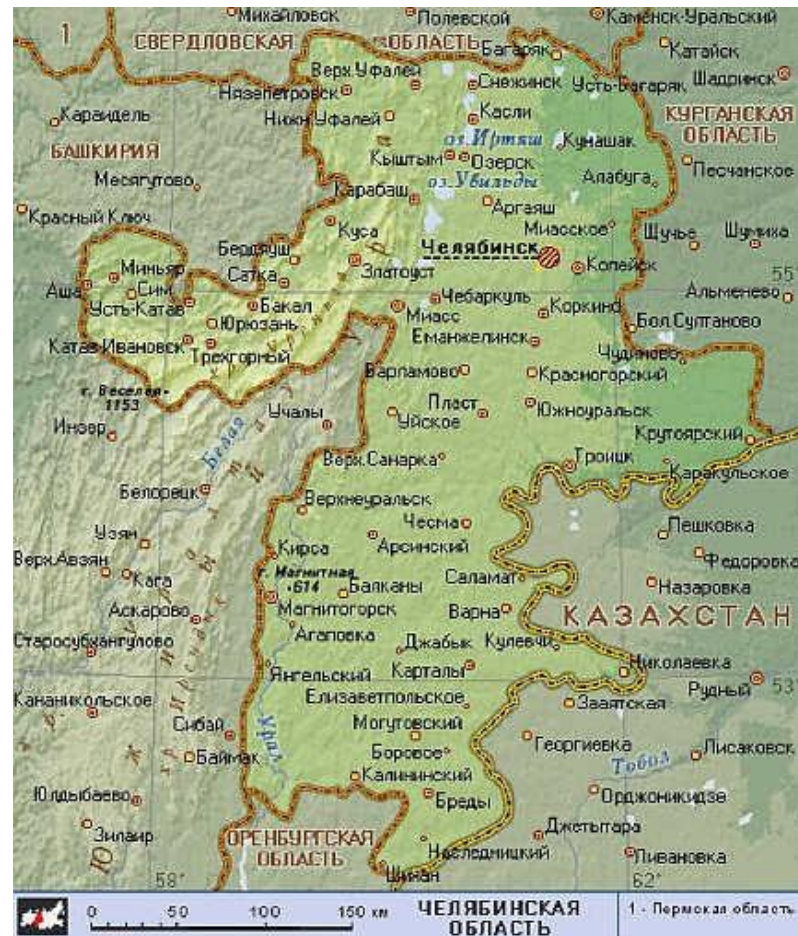 Михайловск
Полевской
Каменск-Уральский
1
СВЕРДЛОВСКАЯ
ОБЛАСТЬ
Багаряк
Катайск
Верх.Уфалей
Снежинск
Усть-Багаряк
Шадринск
Нязепетровск
Караидель
Нижн.Уфалей
Касли
КУРГАНСКАЯ
ОБЛАСТЬ
БАШКИРИЯ
оз.Иртяш
Кунашак
Кыштым
Озерск
Песчанское
Месягутово
оз.Увильды
Алабуга
Карабаш
Красный Ключ
Аргаяш
Куса
Миасское
Щучье
Шумиха
Бердяуш
Челябинск
Миньяр
Сатка
Златоуст
Копейск
55
Аша
Сим
Альменево
Усть-Катав
Бакал
Чебаркуль
Миасс
Коркино
Юрюзань
Бол.Султаново
Еманжелинск
Катав-Ивановск
Трехгорный
Чудиново
Варламово
Красногорский
г. Веселая
1153
Учалы
Пласт
Уйское
Южноуральск
Инзер
Крутоярский
Белая
Верх.Санарка
Троицк
Каракульское
Белорецк
Верхнеуральск
Чесма
Пешковка
Узян
Арсинский
Кирса
Федоровка
Верх.Авзян
г. Магнитная
614
Саламат
Кага
Балканы
Назаровка
Магнитогорск
Варна
КАЗАХСТАН
Аскарово
Агаповка
Джабык
Кулевчи
Старосубхангулово
Николаевка
Янгельский
Карталы
Рудный
53
Кананикольское
Елизаветпольское
Заятская
Могутовский
Сибай
Урал
Георгиевка
Лисаковск
Баймак
Боровое
Тобол
Калининский
Юлдыбаево
Бреды
Орджоникидзе
Зилаир
ОРЕНБУРГСКАЯ
ОБЛАСТЬ
Джетыгара
Наследницкий
Ливановка
58°
62°
0 50 100 150 км
ЧЕЛЯБИНСКАЯ
ОБЛАСТЬ
1 - Пермская область